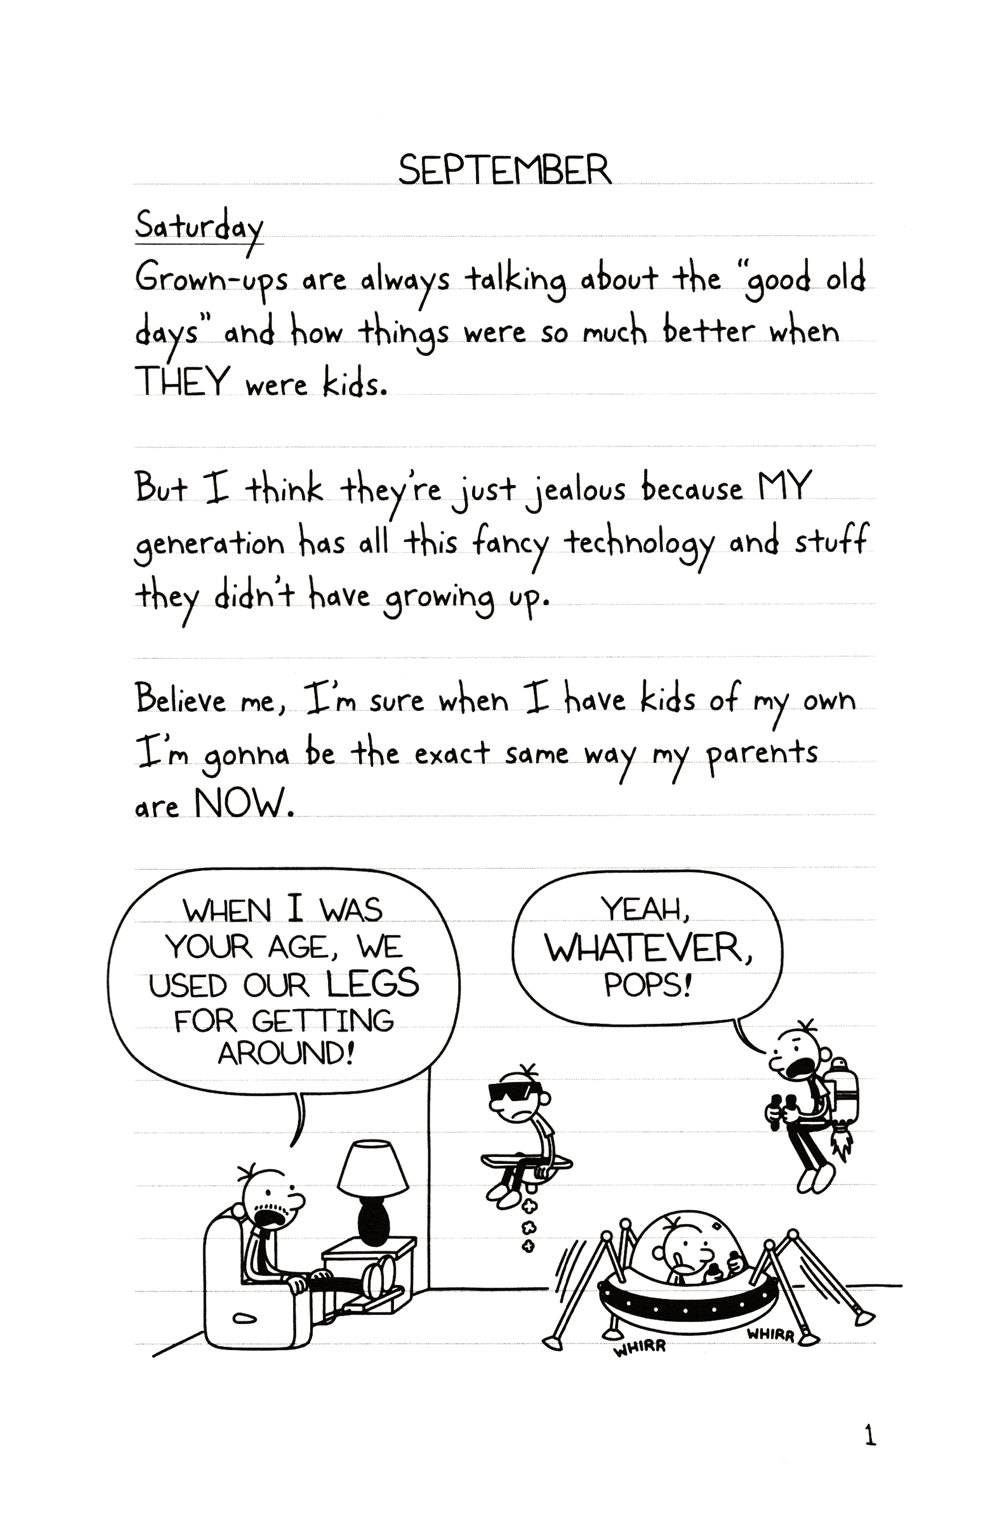 SEPTEMBER
Saturday
Grown-ups are always talking about the “good old
days” and how things were so much better when
THEY were kids.
But I think they’re just jealous because MY
generation has all this fancy technology and stuff
they didn’t have growing up.
Believe me, I’m sure when I have kids of my own
I’m gonna be the exact same way my parents
are NOW.
WHEN I WAS
YOUR AGE, WE
USED OUR LEGS
FOR GETTING
AROUND!
YEAH,
WHATEVER,
POPS!
WHIRR
WHIRR
1